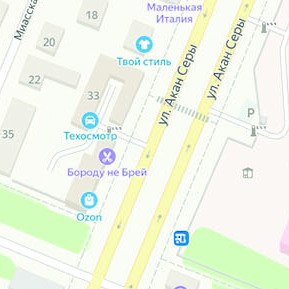 Маленькая
Италия
18
Миасска
20
Твой стиль
ул. Акан Серы
ул. Акан Серы
22
33
P
Техосмотр
35
Бороду не Брей
Ozon